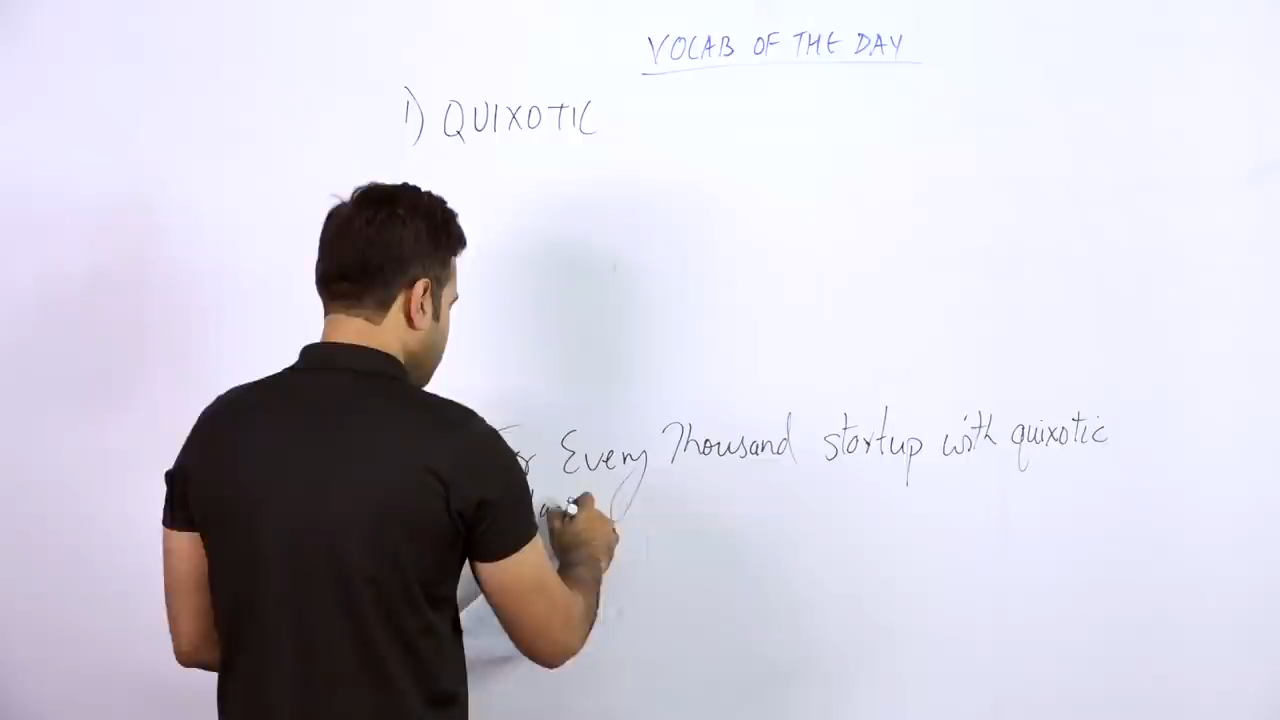 VOCAB OF THE DAY
1) QUIXOTIC
Every Thousand startup with quixotic